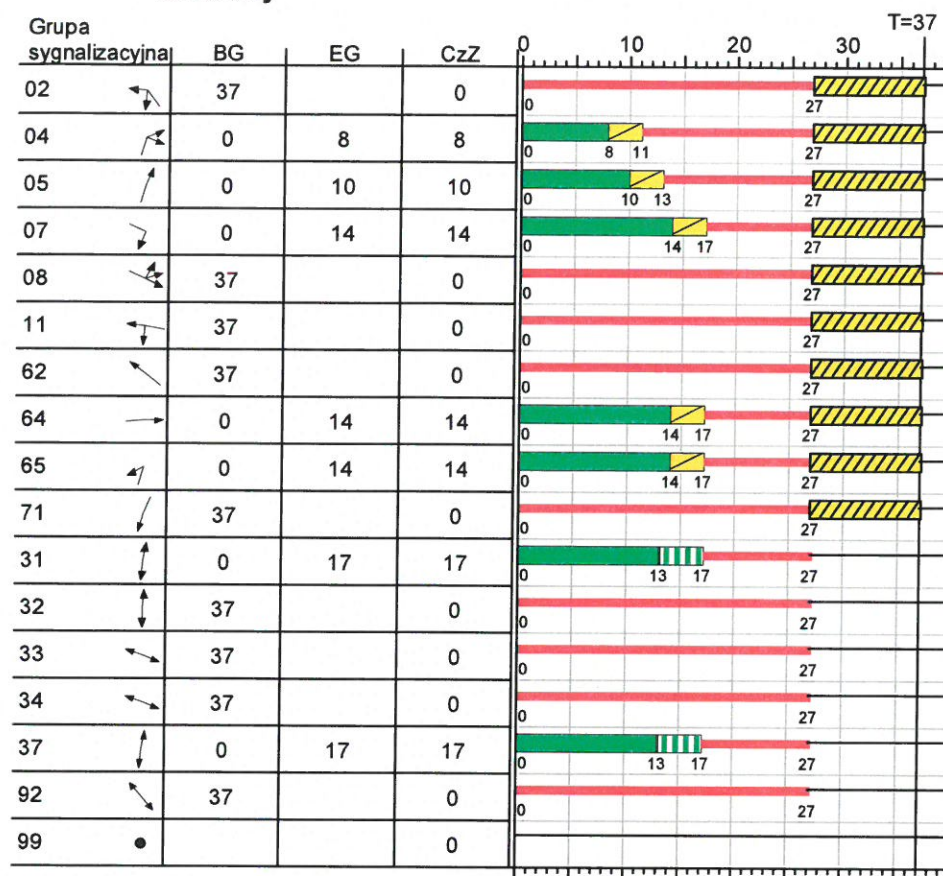 T=37
Grupa
sygnalizacyjna BG EG CzZ 0 10 20 30
02 37 0 0 27
04 0 8 8 0 8 11 27
05 0 10 10 0 10 13 27
07 0 14 14 0 14 17 27
08 37 0 0 27
11 37 0 0 27
62 37 0 0 27
64 0 14 14 0 14 17 27
65 0 14 14 0 14 17 27
71 37 0 0 27
31 0 17 17 0 13 17 27
32 37 0 0 27
33 37 0 0 27
34 37 0 0 27
37 0 17 17 0 13 17 27
92 37 0 0 27
99 0